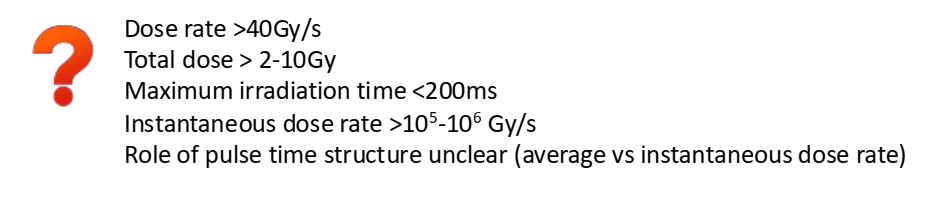 Dose rate >40Gy/s
Total dose > 2-10Gy
Maximum irradiation time <200ms
Instantaneous dose rate >10⁵-10⁶ Gy/s
Role of pulse time structure unclear (average vs instantaneous dose rate)